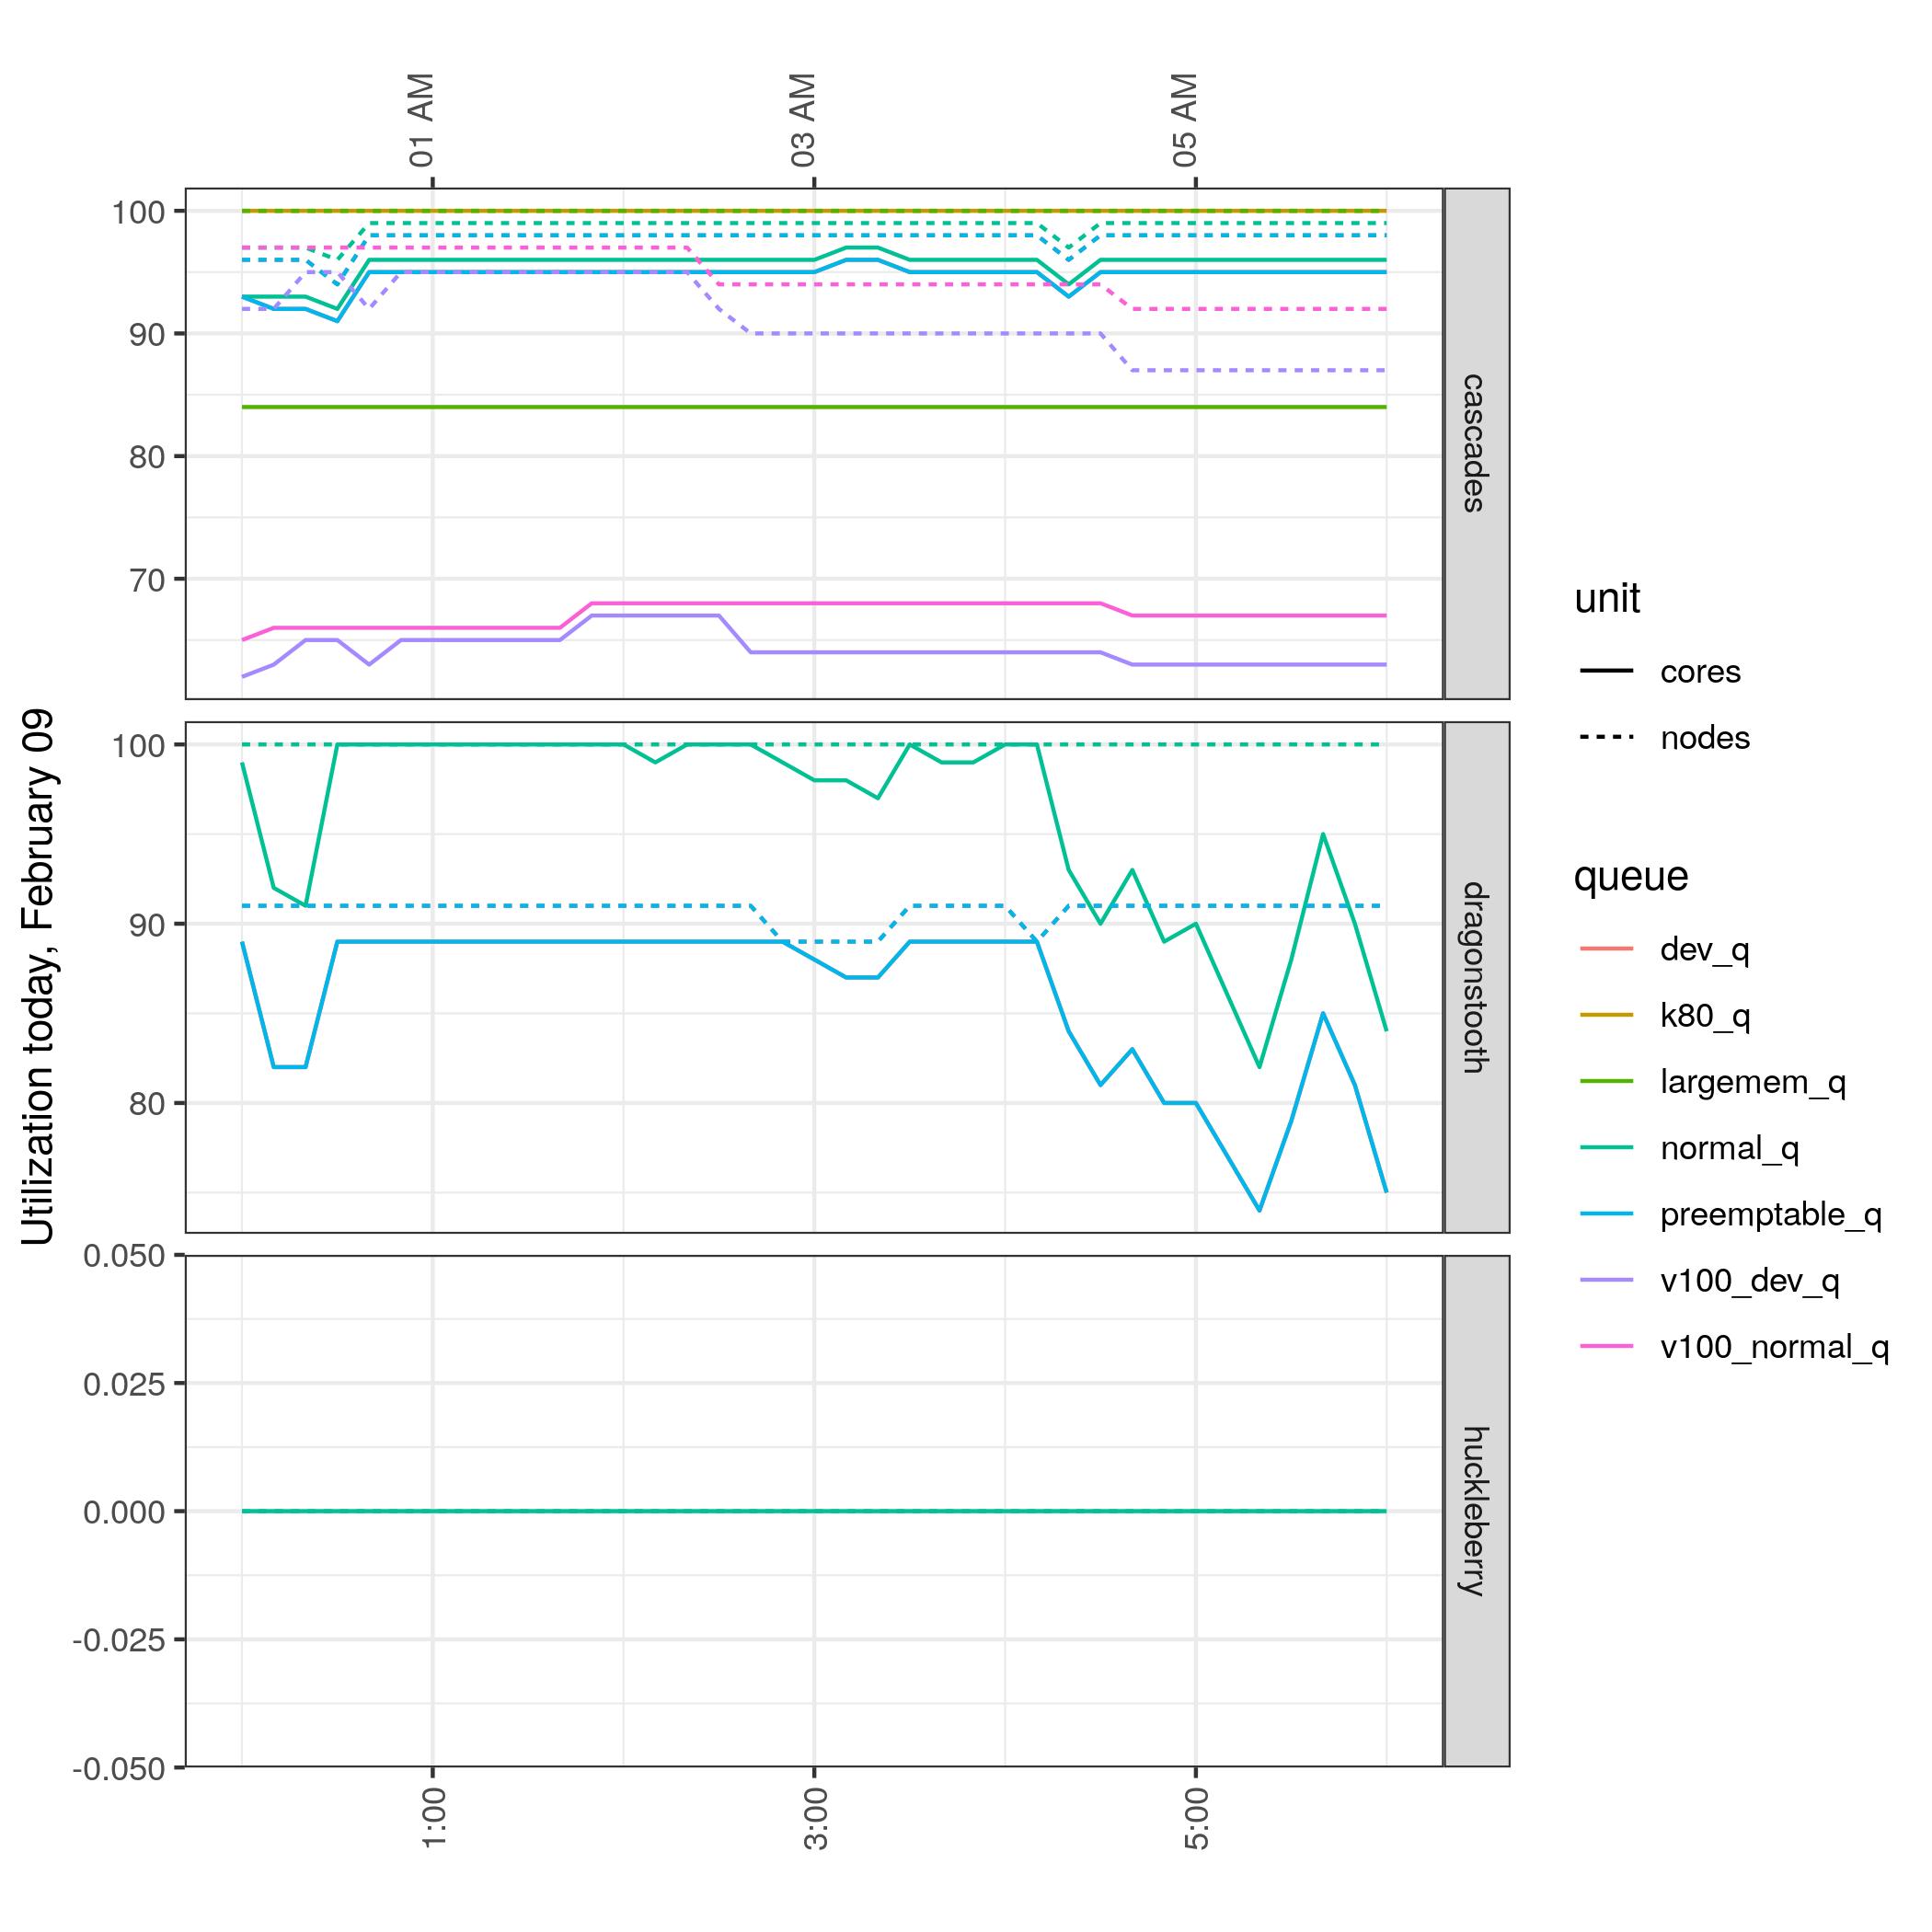 01 AM
03 AM
05 AM
Utilization today, February 09
100
90
80
70
cascades
100
90
80
dragonstooth
0.050
0.025
0.000
-0.025
-0.050
huckleberry
1:00
3:00
5:00
unit
cores
nodes
queue
dev_q
k80_q
largemem_q
normal_q
preemptable_q
v100_dev_q
v100_normal_q